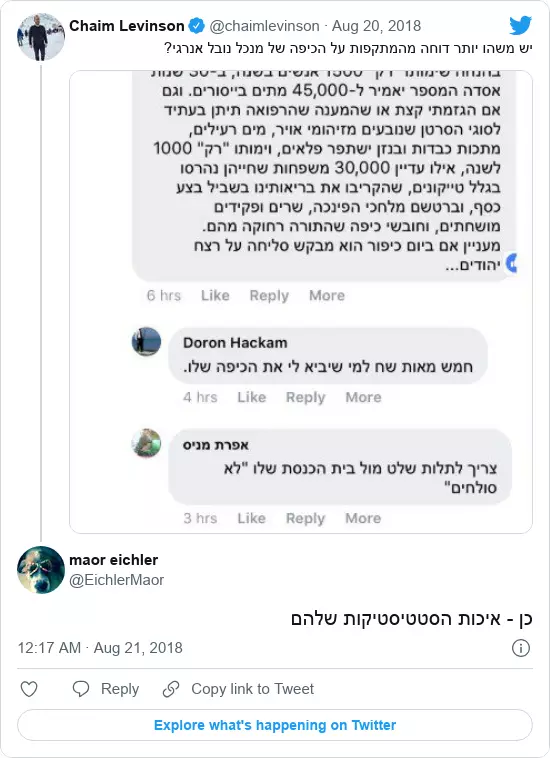 Chaim Levinson @chaimlevinson · Aug 20, 2018
יש משהו יותר דוחה מהמתקפות על הכיפה של מנכל נובל אנרגי?
בהנחה שימותו "רק" 1500 אנשים בשנה, ב-30 שנות
אסדה המספר יאמיר ל-45,000 מתים בייסורים. וגם
אם הגזמתי קצת או שהמענה שהרפואה תיתן בעתיד
לסוגי הסרטן שנובעים מזיהומי אויר, מים רעילים,
מתכות כבדות ובנזן ישתפר פלאים, וימותו "רק" 1000
לשנה, אילו עדיין 30,000 משפחות שחייהן נהרסו
בגלל טייקונים, שהקריבו את בריאותינו בשביל בצע
כסף, וברטשם מלחכי הפינכה, שרים ופקידים
מושחתים, וחובשי כיפה שהתורה רחוקה מהם.
מעניין אם ביום כיפור הוא מבקש סליחה על רצח
יהודים...
6 hrs Like Reply More
Doron Hackam
חמש מאות שח למי שיביא לי את הכיפה שלו.
4 hrs Like Reply More
אפרת מניס
צריך לתלות שלט מול בית הכנסת שלו "לא
סולחים"
3 hrs Like Reply More
maor eichler
@EichlerMaor
כן - איכות הסטטיסטיקות שלהם
12:17 AM · Aug 21, 2018
Reply Copy link to Tweet
Explore what's happening on Twitter